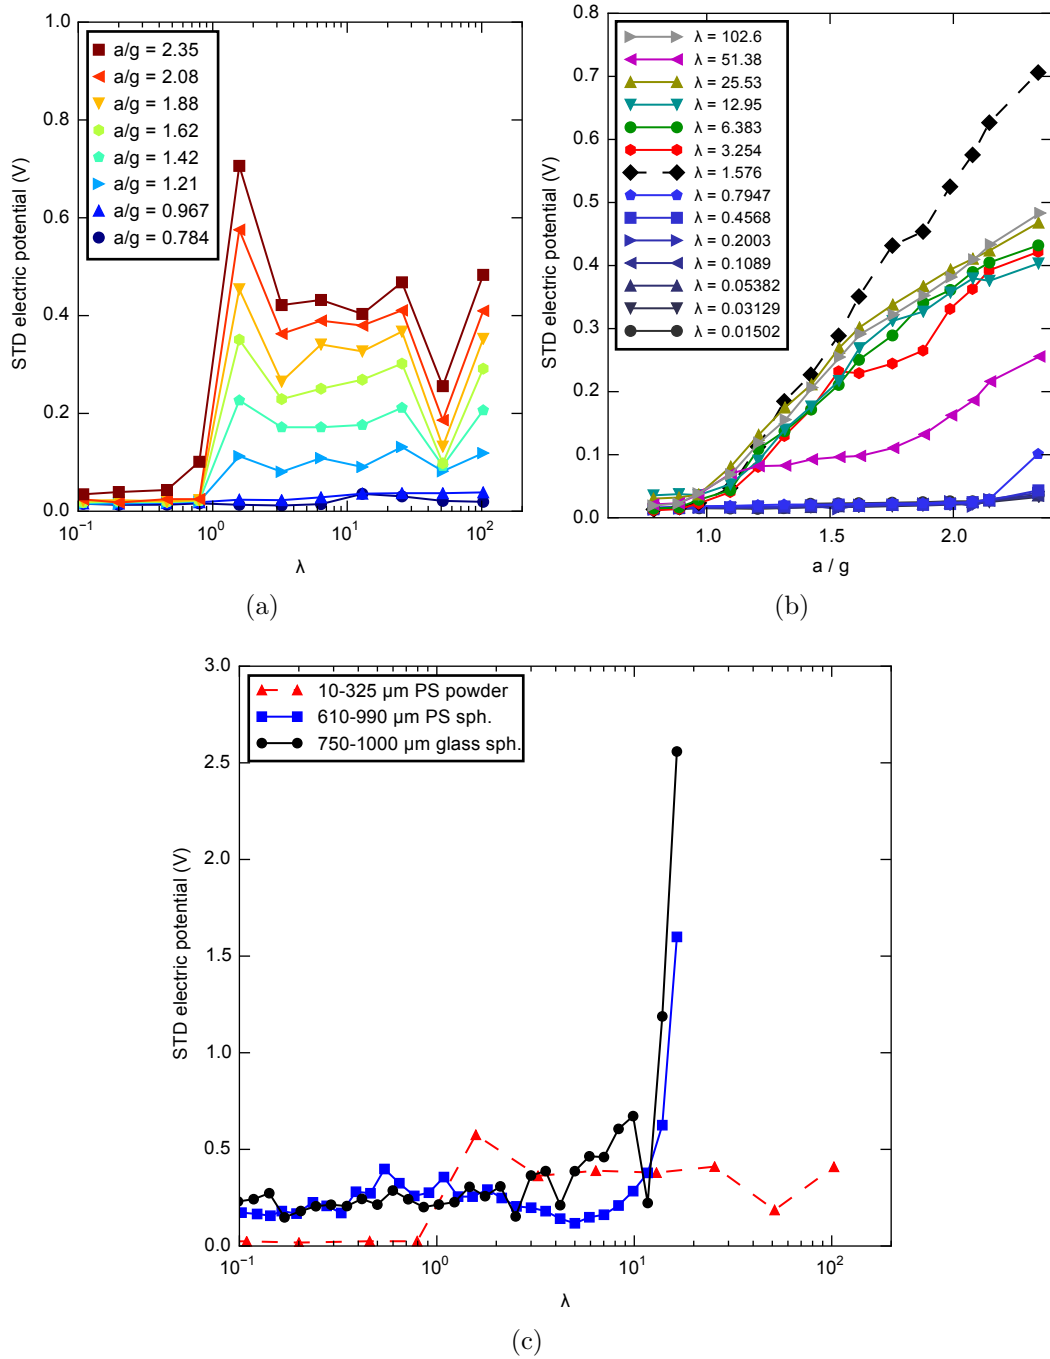 1.0
0.8
0.6
0.4
0.2
0.0
STD electric potential (V)
a/g = 2.35
a/g = 2.08
a/g = 1.88
a/g = 1.62
a/g = 1.42
a/g = 1.21
a/g = 0.967
a/g = 0.784
10⁻¹ 10⁰ 10¹ 10²
λ
(a)
0.8
0.7
0.6
0.5
0.4
0.3
0.2
0.1
0.0
STD electric potential (V)
λ = 102.6
λ = 51.38
λ = 25.53
λ = 12.95
λ = 6.383
λ = 3.254
λ = 1.576
λ = 0.7947
λ = 0.4568
λ = 0.2003
λ = 0.1089
λ = 0.05382
λ = 0.03129
λ = 0.01502
1.0 1.5 2.0
a / g
(b)
3.0
2.5
2.0
1.5
1.0
0.5
0.0
STD electric potential (V)
10-325 μm PS powder
610-990 μm PS sph.
750-1000 μm glass sph.
10⁻¹ 10⁰ 10¹ 10²
λ
(c)